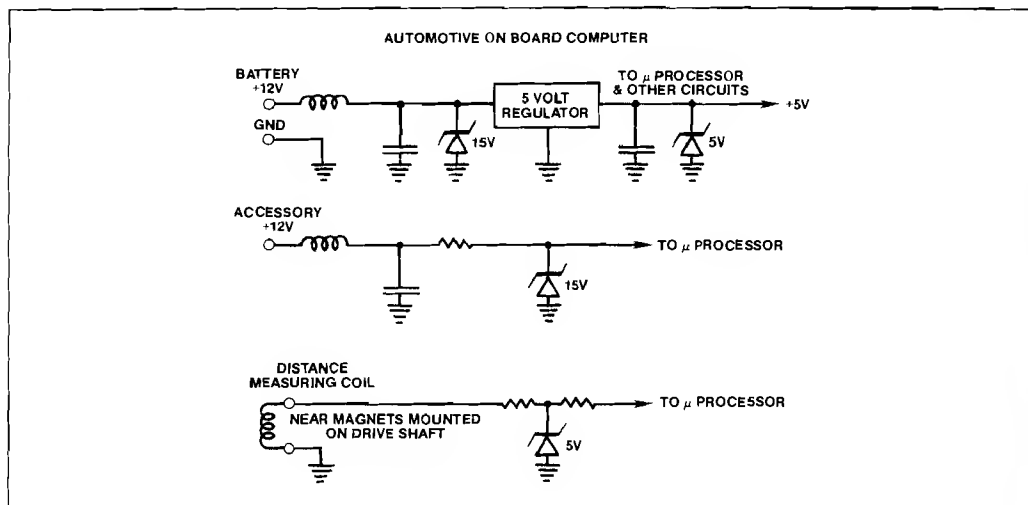 AUTOMOTIVE ON BOARD COMPUTER
BATTERY
+12V
GND
15V
5 VOLT
REGULATOR
TO μ PROCESSOR
& OTHER CIRCUITS
+5V
5V
ACCESSORY
+12V
TO μ PROCESSOR
15V
DISTANCE
MEASURING COIL
NEAR MAGNETS MOUNTED
ON DRIVE SHAFT
TO μ PROCESSOR
5V